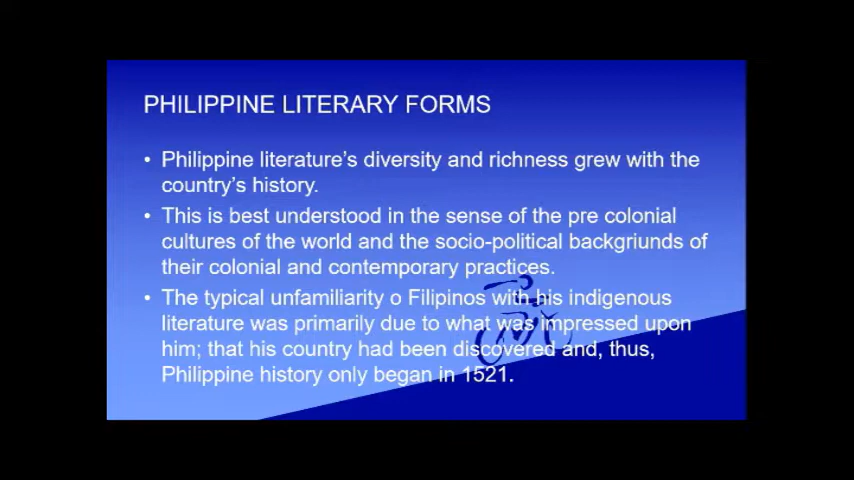 PHILIPPINE LITERARY FORMS
• Philippine literature's diversity and richness grew with the
country's history.
• This is best understood in the sense of the pre colonial
cultures of the world and the socio-political backgriunds of
their colonial and contemporary practices.
• The typical unfamiliarity o Filipinos with his indigenous
literature was primarily due to what was impressed upon
him; that his country had been discovered and, thus,
Philippine history only began in 1521.